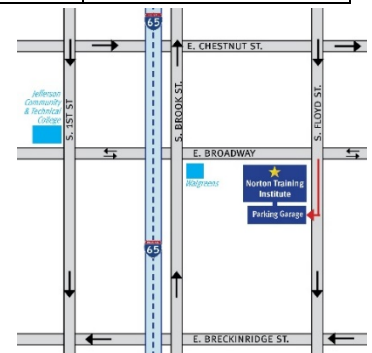 65
E. CHESTNUT ST.
Jefferson
Community
& Technical
College
S. 1ST ST
S. BROOK ST.
S. FLOYD ST.
E. BROADWAY
Walgreens
Norton Training
Institute
Parking Garage
65
E. BRECKINRIDGE ST.